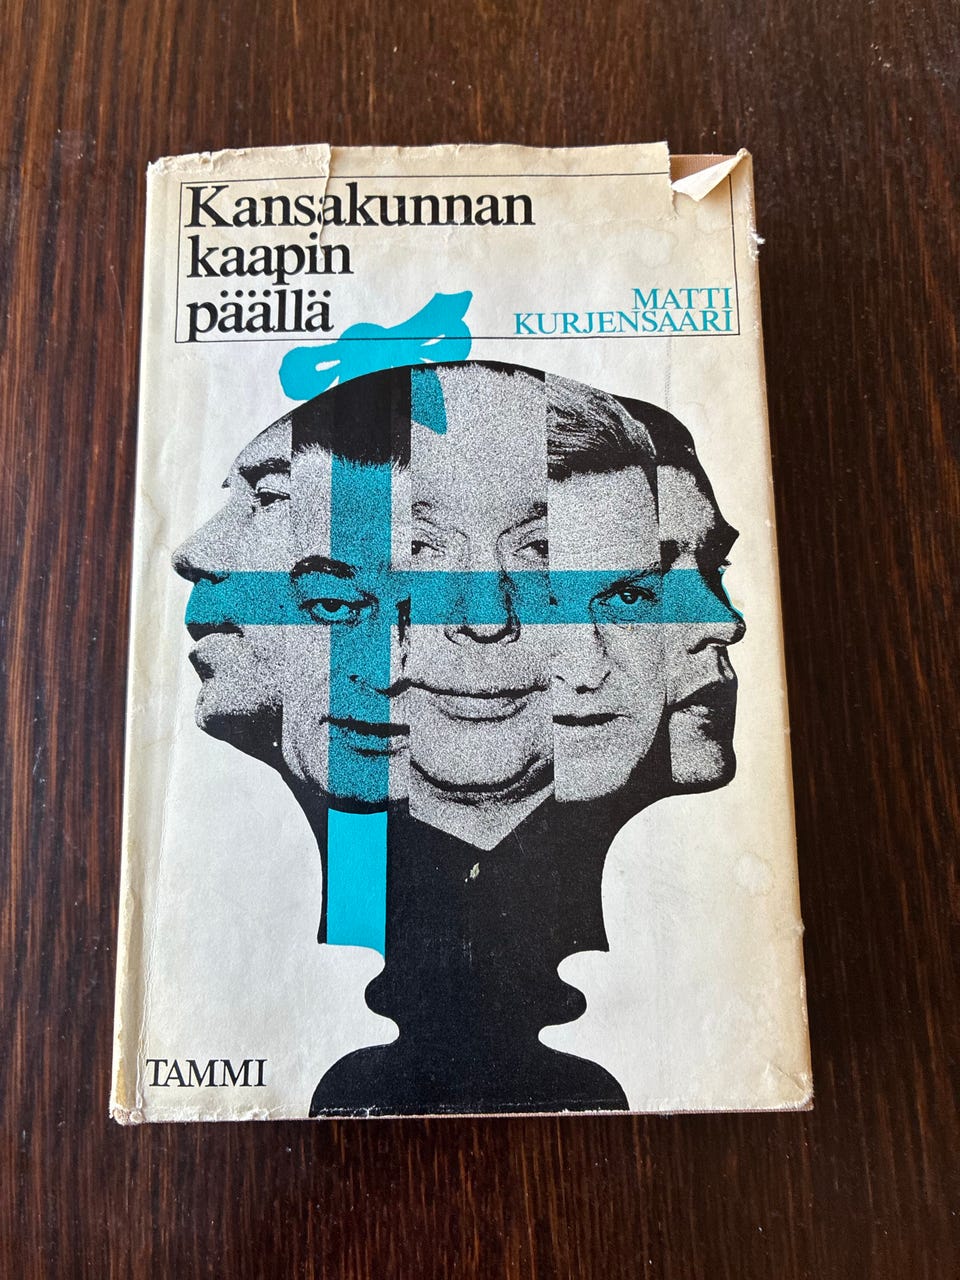 Kansakunnan
kaapin
päällä
MATTI
KURJENSAARI
TAMMI